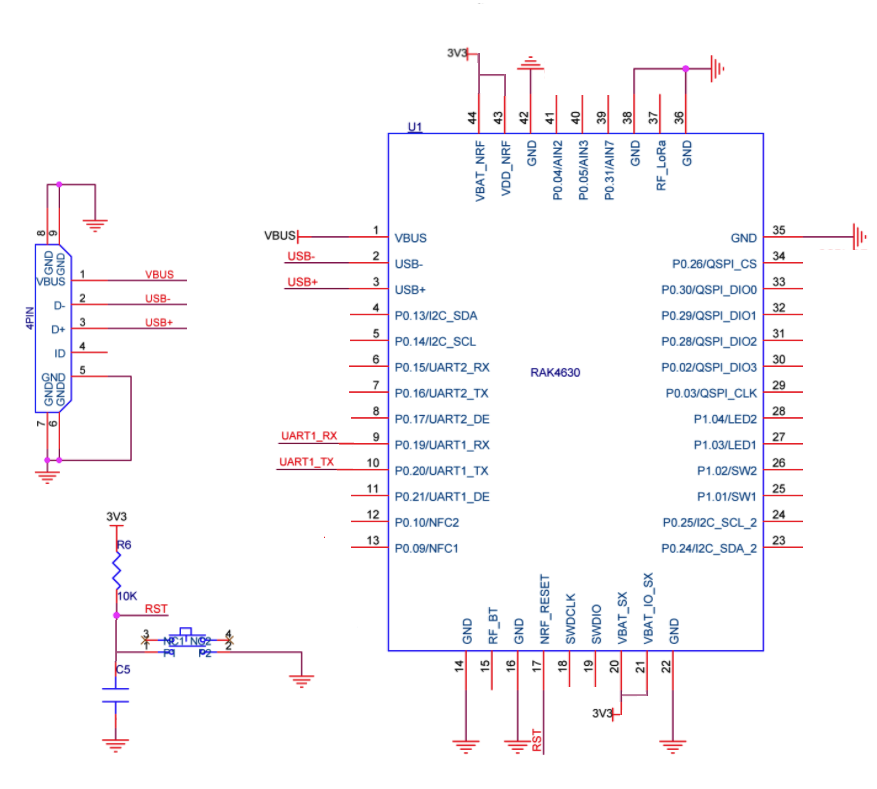 3V3
44 43 42 41 40 39 38 37 36
U1
VBAT_NRF
VDD_NRF
GND
P0.04/AIN2
P0.05/AIN3
P0.31/AIN7
GND
RF_LoRa
GND
VBUS 1 VBUS
USB- 2 USB-
USB+ 3 USB+
4 P0.13/I2C_SDA
5 P0.14/I2C_SCL
6 P0.15/UART2_RX
7 P0.16/UART2_TX
8 P0.17/UART2_DE
UART1_RX 9 P0.19/UART1_RX
UART1_TX 10 P0.20/UART1_TX
11 P0.21/UART1_DE
12 P0.10/NFC2
13 P0.09/NFC1
RAK4630
GND 35
P0.26/QSPI_CS 34
P0.30/QSPI_DIO0 33
P0.29/QSPI_DIO1 32
P0.28/QSPI_DIO2 31
P0.02/QSPI_DIO3 30
P0.03/QSPI_CLK 29
P1.04/LED2 28
P1.03/LED1 27
P1.02/SW2 26
P1.01/SW1 25
P0.25/I2C_SCL_2 24
P0.24/I2C_SDA_2 23
GND
RF_BT
GND
NRF_RESET
SWDCLK
SWDIO
VBAT_SX
VBAT_IO_SX
GND
14 15 16 17 18 19 20 21 22
3V3
RST
8 9
GND
GND
VBUS 1 VBUS
D- 2 USB-
D+ 3 USB+
ID 4
GND 5
4PIN
GND
GND
7 6
3V3
R6
10K
RST
3 4
NC1 NC2
1 2
P1 P2
C5